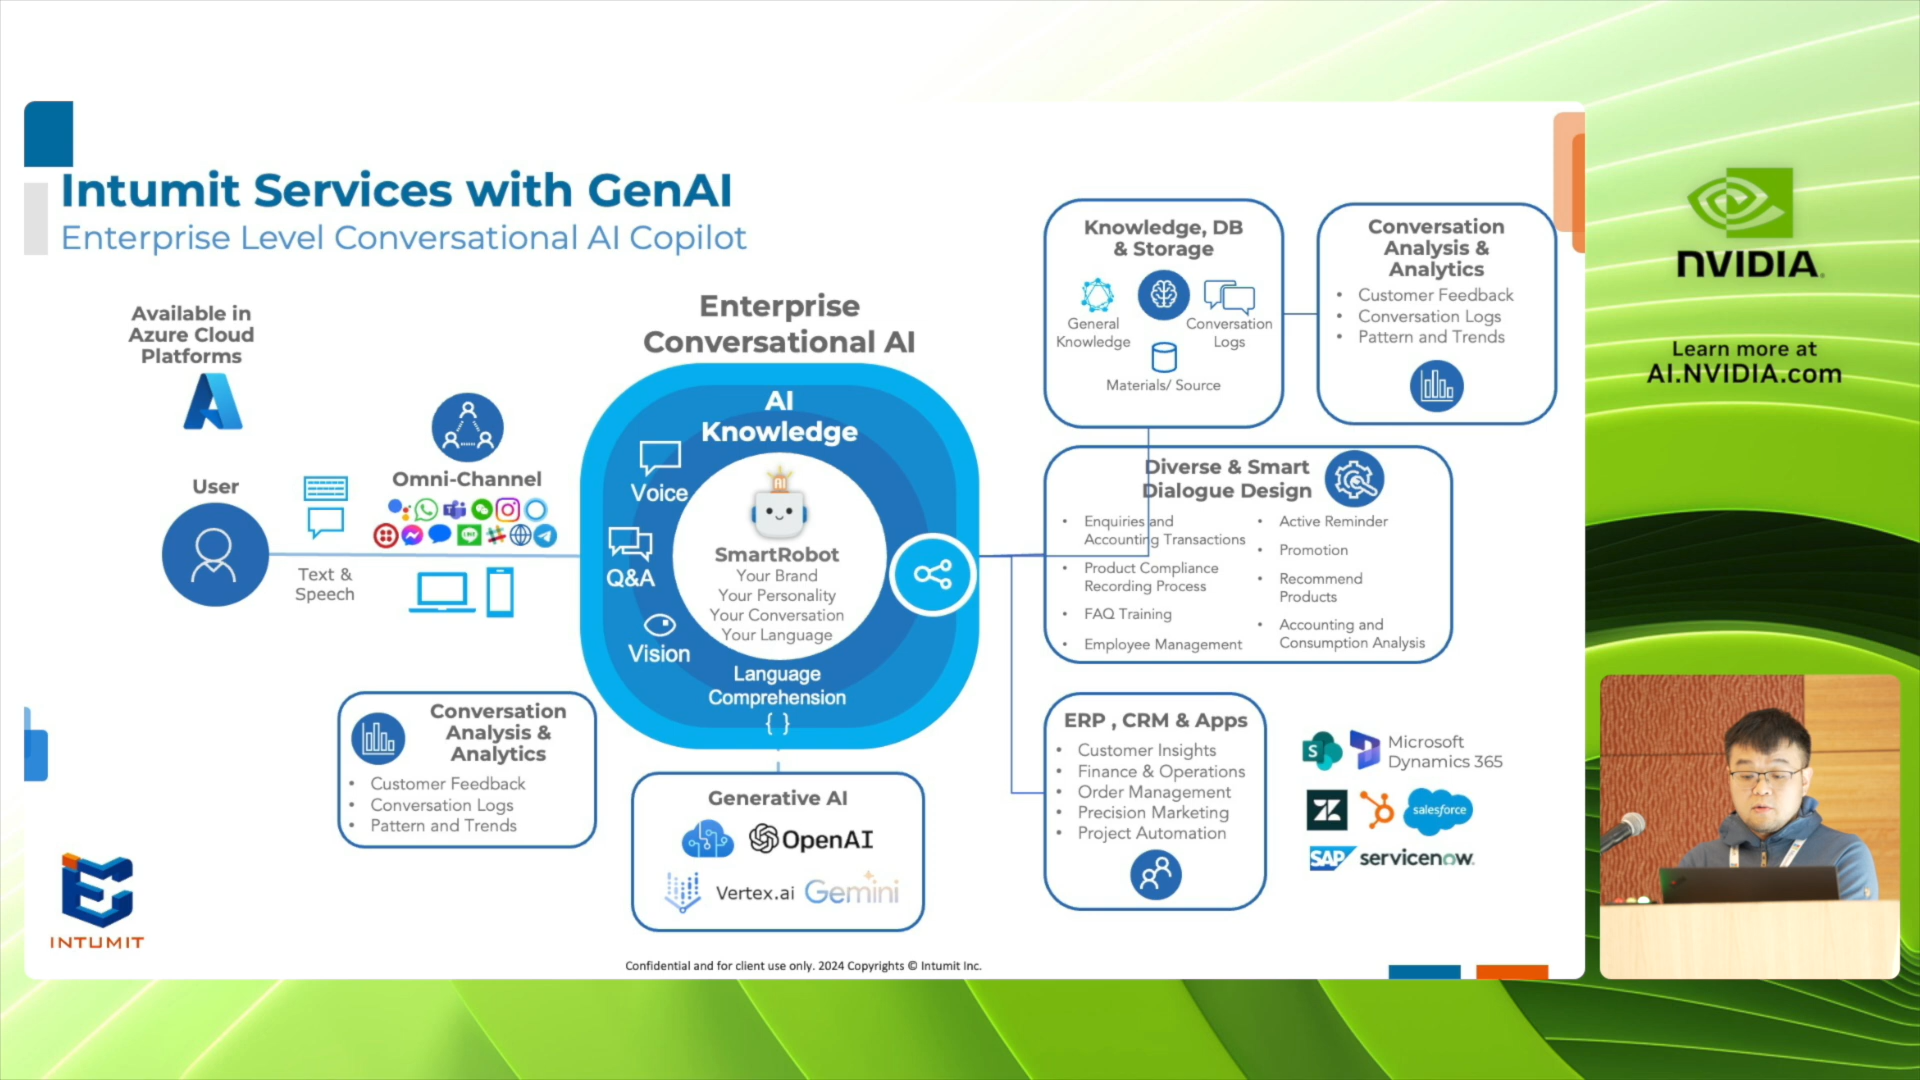 Intumit Services with GenAI
Enterprise Level Conversational AI Copilot
Available in
Azure Cloud
Platforms
User
Text &
Speech
Omni-Channel
LINE
Enterprise
Conversational AI
AI
Knowledge
Voice
Q&A
Vision
AI
SmartRobot
Your Brand
Your Personality
Your Conversation
Your Language
Language
Comprehension
{ }
Conversation
Analysis &
Analytics
• Customer Feedback
• Conversation Logs
• Pattern and Trends
Generative AI
OpenAI
Vertex.ai
Gemini
Knowledge, DB
& Storage
General
Knowledge
Conversation
Logs
Materials/ Source
Conversation
Analysis &
Analytics
• Customer Feedback
• Conversation Logs
• Pattern and Trends
Diverse & Smart
Dialogue Design
• Enquiries and
Accounting Transactions
• Product Compliance
Recording Process
• FAQ Training
• Employee Management
• Active Reminder
• Promotion
• Recommend
Products
• Accounting and
Consumption Analysis
ERP , CRM & Apps
• Customer Insights
• Finance & Operations
• Order Management
• Precision Marketing
• Project Automation
S
Microsoft
Dynamics 365
salesforce
SAP
servicenow.
INTUMIT
Confidential and for client use only. 2024 Copyrights © Intumit Inc.
NVIDIA.
Learn more at
AI.NVIDIA.com